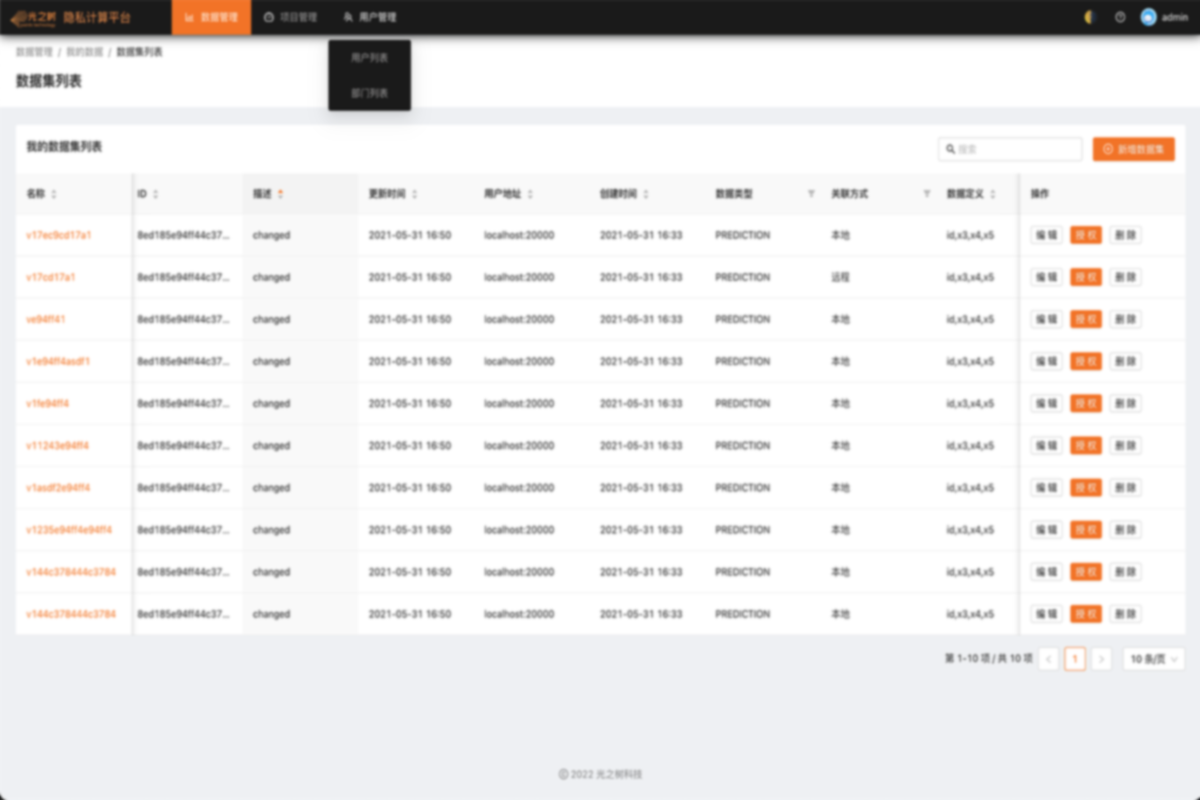 光之树 隐私计算平台 数据管理 项目管理 用户管理 admin
数据管理 / 我的数据 / 数据集列表
用户列表
部门列表
数据集列表
我的数据集列表 搜索 新增数据集
名称 ID 描述 更新时间 用户地址 创建时间 数据类型 关联方式 数据定义 操作
v17ec9cd17a1 8ed185e94ff44c37... changed 2021-05-31 16:50 localhost:20000 2021-05-31 16:33 PREDICTION 本地 id,x3,x4,x5 编辑 授权 删除
v17cd17a1 8ed185e94ff44c37... changed 2021-05-31 16:50 localhost:20000 2021-05-31 16:33 PREDICTION 远程 id,x3,x4,x5 编辑 授权 删除
ve94ff41 8ed185e94ff44c37... changed 2021-05-31 16:50 localhost:20000 2021-05-31 16:33 PREDICTION 本地 id,x3,x4,x5 编辑 授权 删除
v1e94ff4asdf1 8ed185e94ff44c37... changed 2021-05-31 16:50 localhost:20000 2021-05-31 16:33 PREDICTION 本地 id,x3,x4,x5 编辑 授权 删除
v1fe94ff4 8ed185e94ff44c37... changed 2021-05-31 16:50 localhost:20000 2021-05-31 16:33 PREDICTION 本地 id,x3,x4,x5 编辑 授权 删除
v11243e94ff4 8ed185e94ff44c37... changed 2021-05-31 16:50 localhost:20000 2021-05-31 16:33 PREDICTION 本地 id,x3,x4,x5 编辑 授权 删除
v1asdf2e94ff4 8ed185e94ff44c37... changed 2021-05-31 16:50 localhost:20000 2021-05-31 16:33 PREDICTION 本地 id,x3,x4,x5 编辑 授权 删除
v1235e94ff4e94ff4 8ed185e94ff44c37... changed 2021-05-31 16:50 localhost:20000 2021-05-31 16:33 PREDICTION 本地 id,x3,x4,x5 编辑 授权 删除
v144c378444c3784 8ed185e94ff44c37... changed 2021-05-31 16:50 localhost:20000 2021-05-31 16:33 PREDICTION 本地 id,x3,x4,x5 编辑 授权 删除
v144c378444c3784 8ed185e94ff44c37... changed 2021-05-31 16:50 localhost:20000 2021-05-31 16:33 PREDICTION 本地 id,x3,x4,x5 编辑 授权 删除
第 1-10 项 / 共 10 项 < 1 > 10 条/页
© 2022 光之树科技